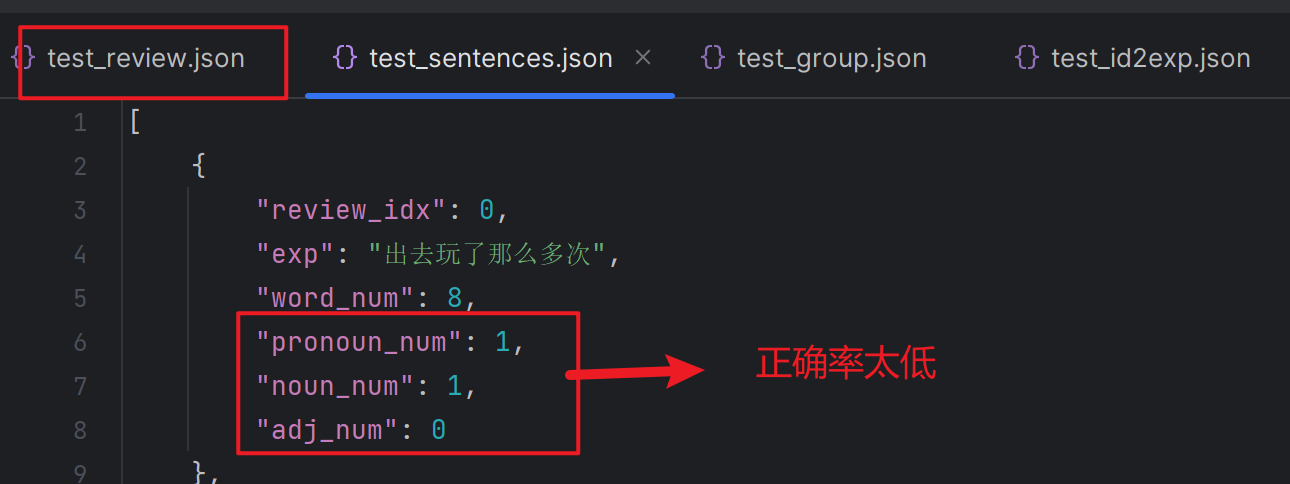 test_review.json test_sentences.json test_group.json test_id2exp.json
1 [
2 {
3 "review_idx": 0,
4 "exp": "出去玩了那么多次",
5 "word_num": 8,
6 "pronoun_num": 1,
7 "noun_num": 1, 正确率太低
8 "adj_num": 0
9 },